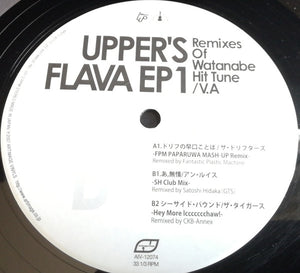 UPPER'S
FLAVA EP1
Remixes
Of
Watanabe
Hit Tune
/V.A
A1.ドリフの早口ことば/ザ・ドリフターズ
-FPM PAPARUWA MASH-UP Remix-
Remixed by Fantastic Plastic Machine
B1.あゝ無情/アン・ルイス
-SH Club Mix-
Remixed by Satoshi Hidaka (GTS)
B2 シーサイド・バウンド/ザ・タイガース
-Hey More Iccccccchaw!-
Remixed by CKB-Annex
AIV-12074
33 1/3 RPM